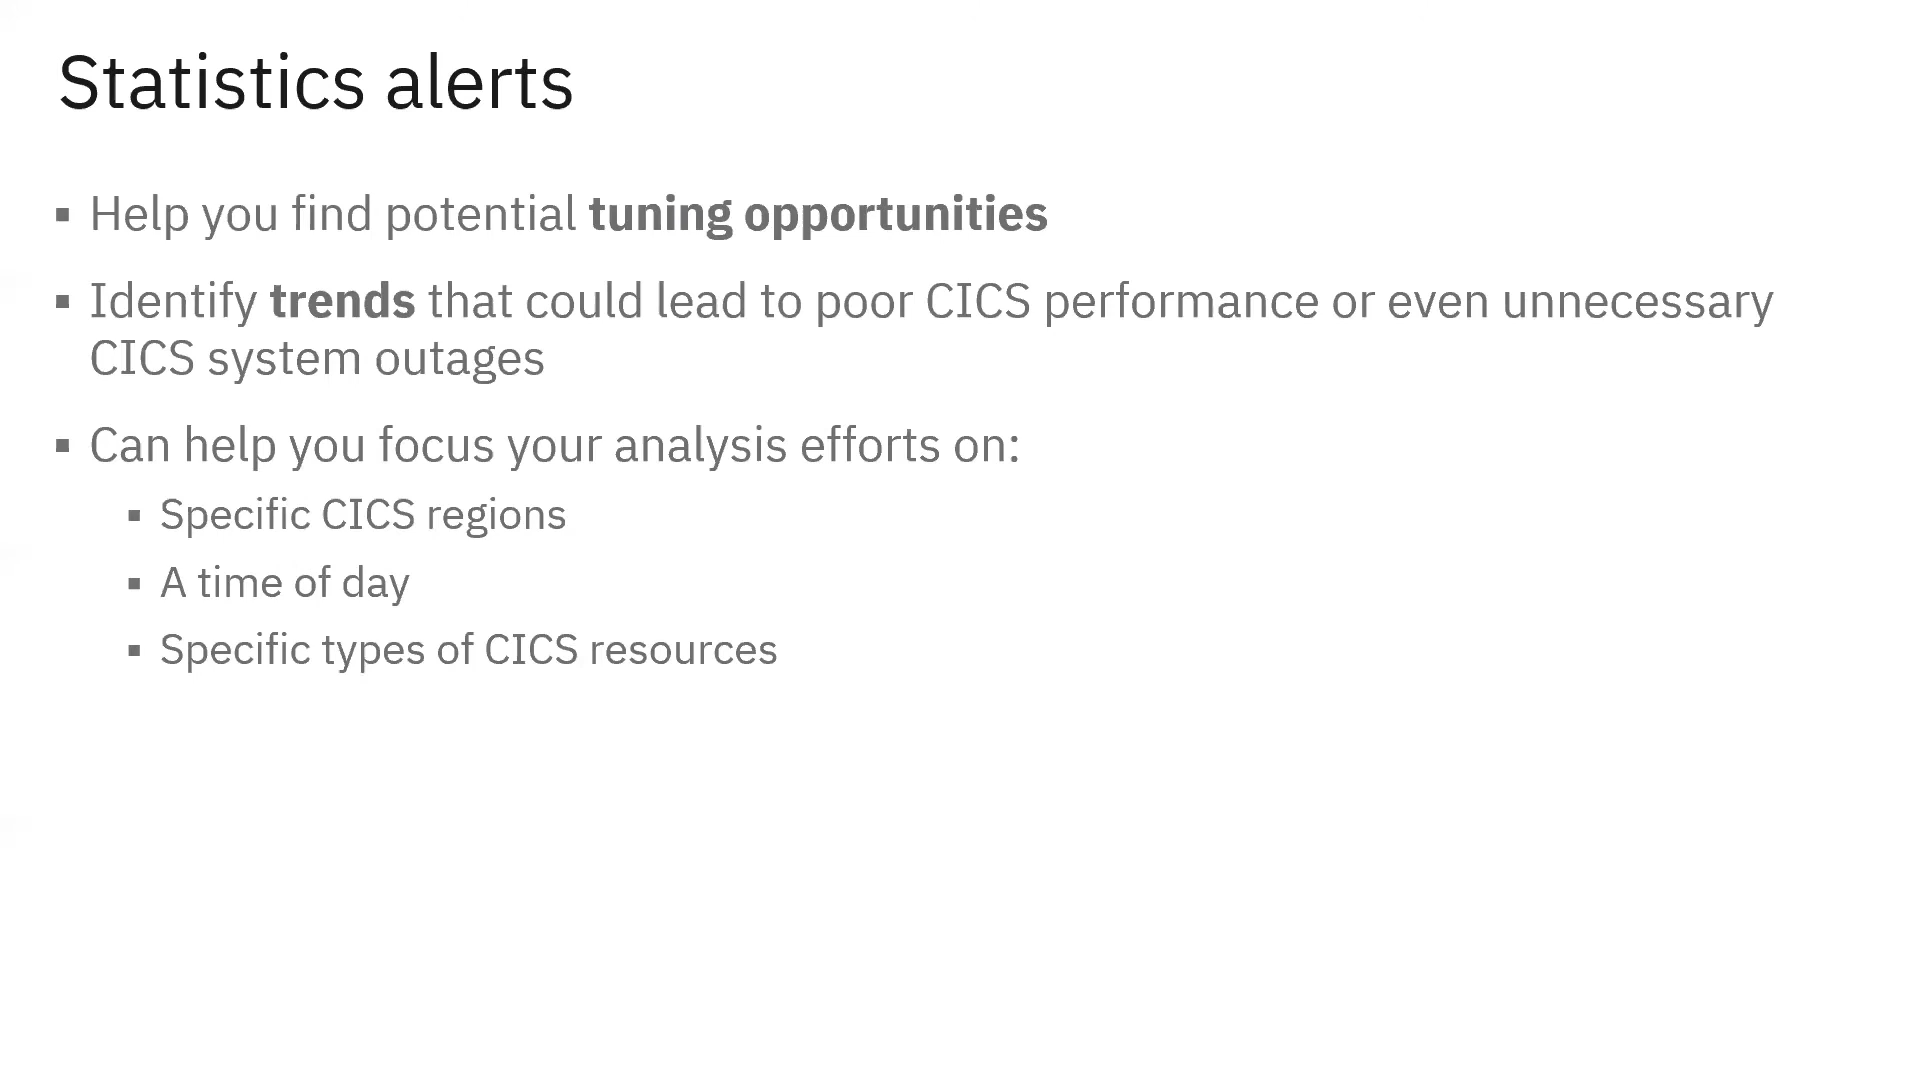 Statistics alerts
▪ Help you find potential tuning opportunities
▪ Identify trends that could lead to poor CICS performance or even unnecessary
CICS system outages
▪ Can help you focus your analysis efforts on:
▪ Specific CICS regions
▪ A time of day
▪ Specific types of CICS resources